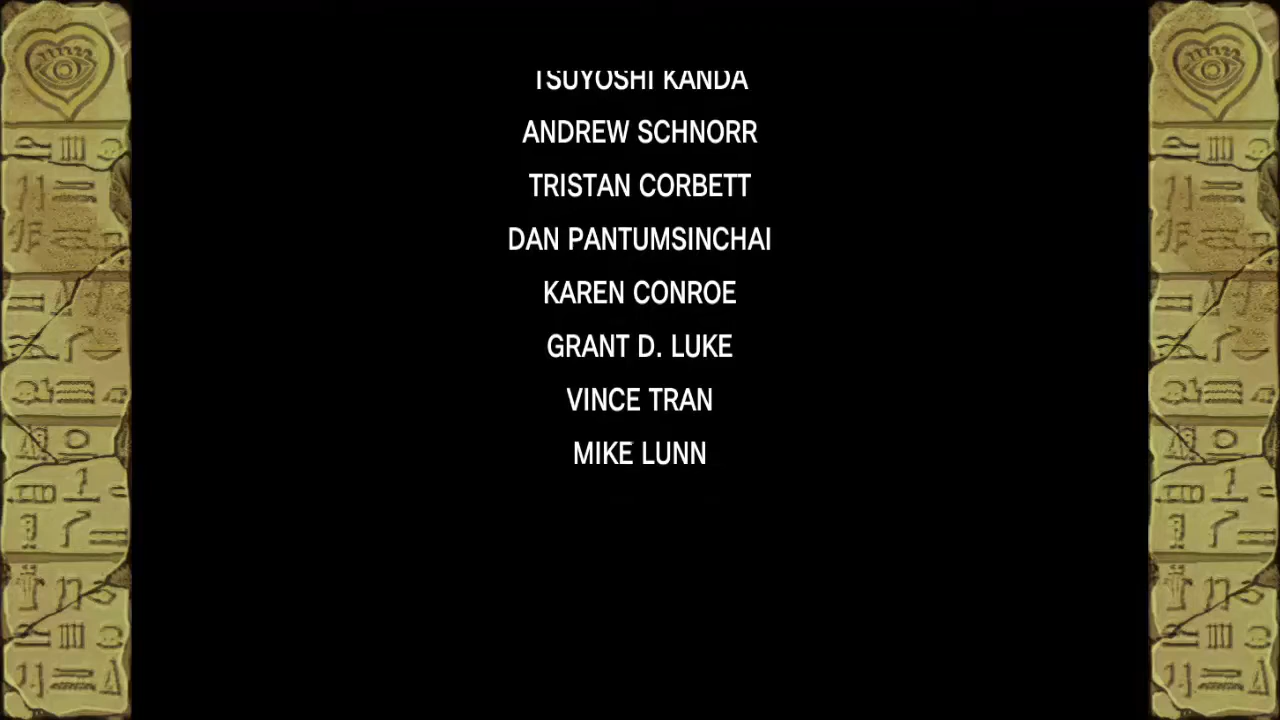 TSUYOSHI KANDA
ANDREW SCHNORR
TRISTAN CORBETT
DAN PANTUMSINCHAI
KAREN CONROE
GRANT D. LUKE
VINCE TRAN
MIKE LUNN